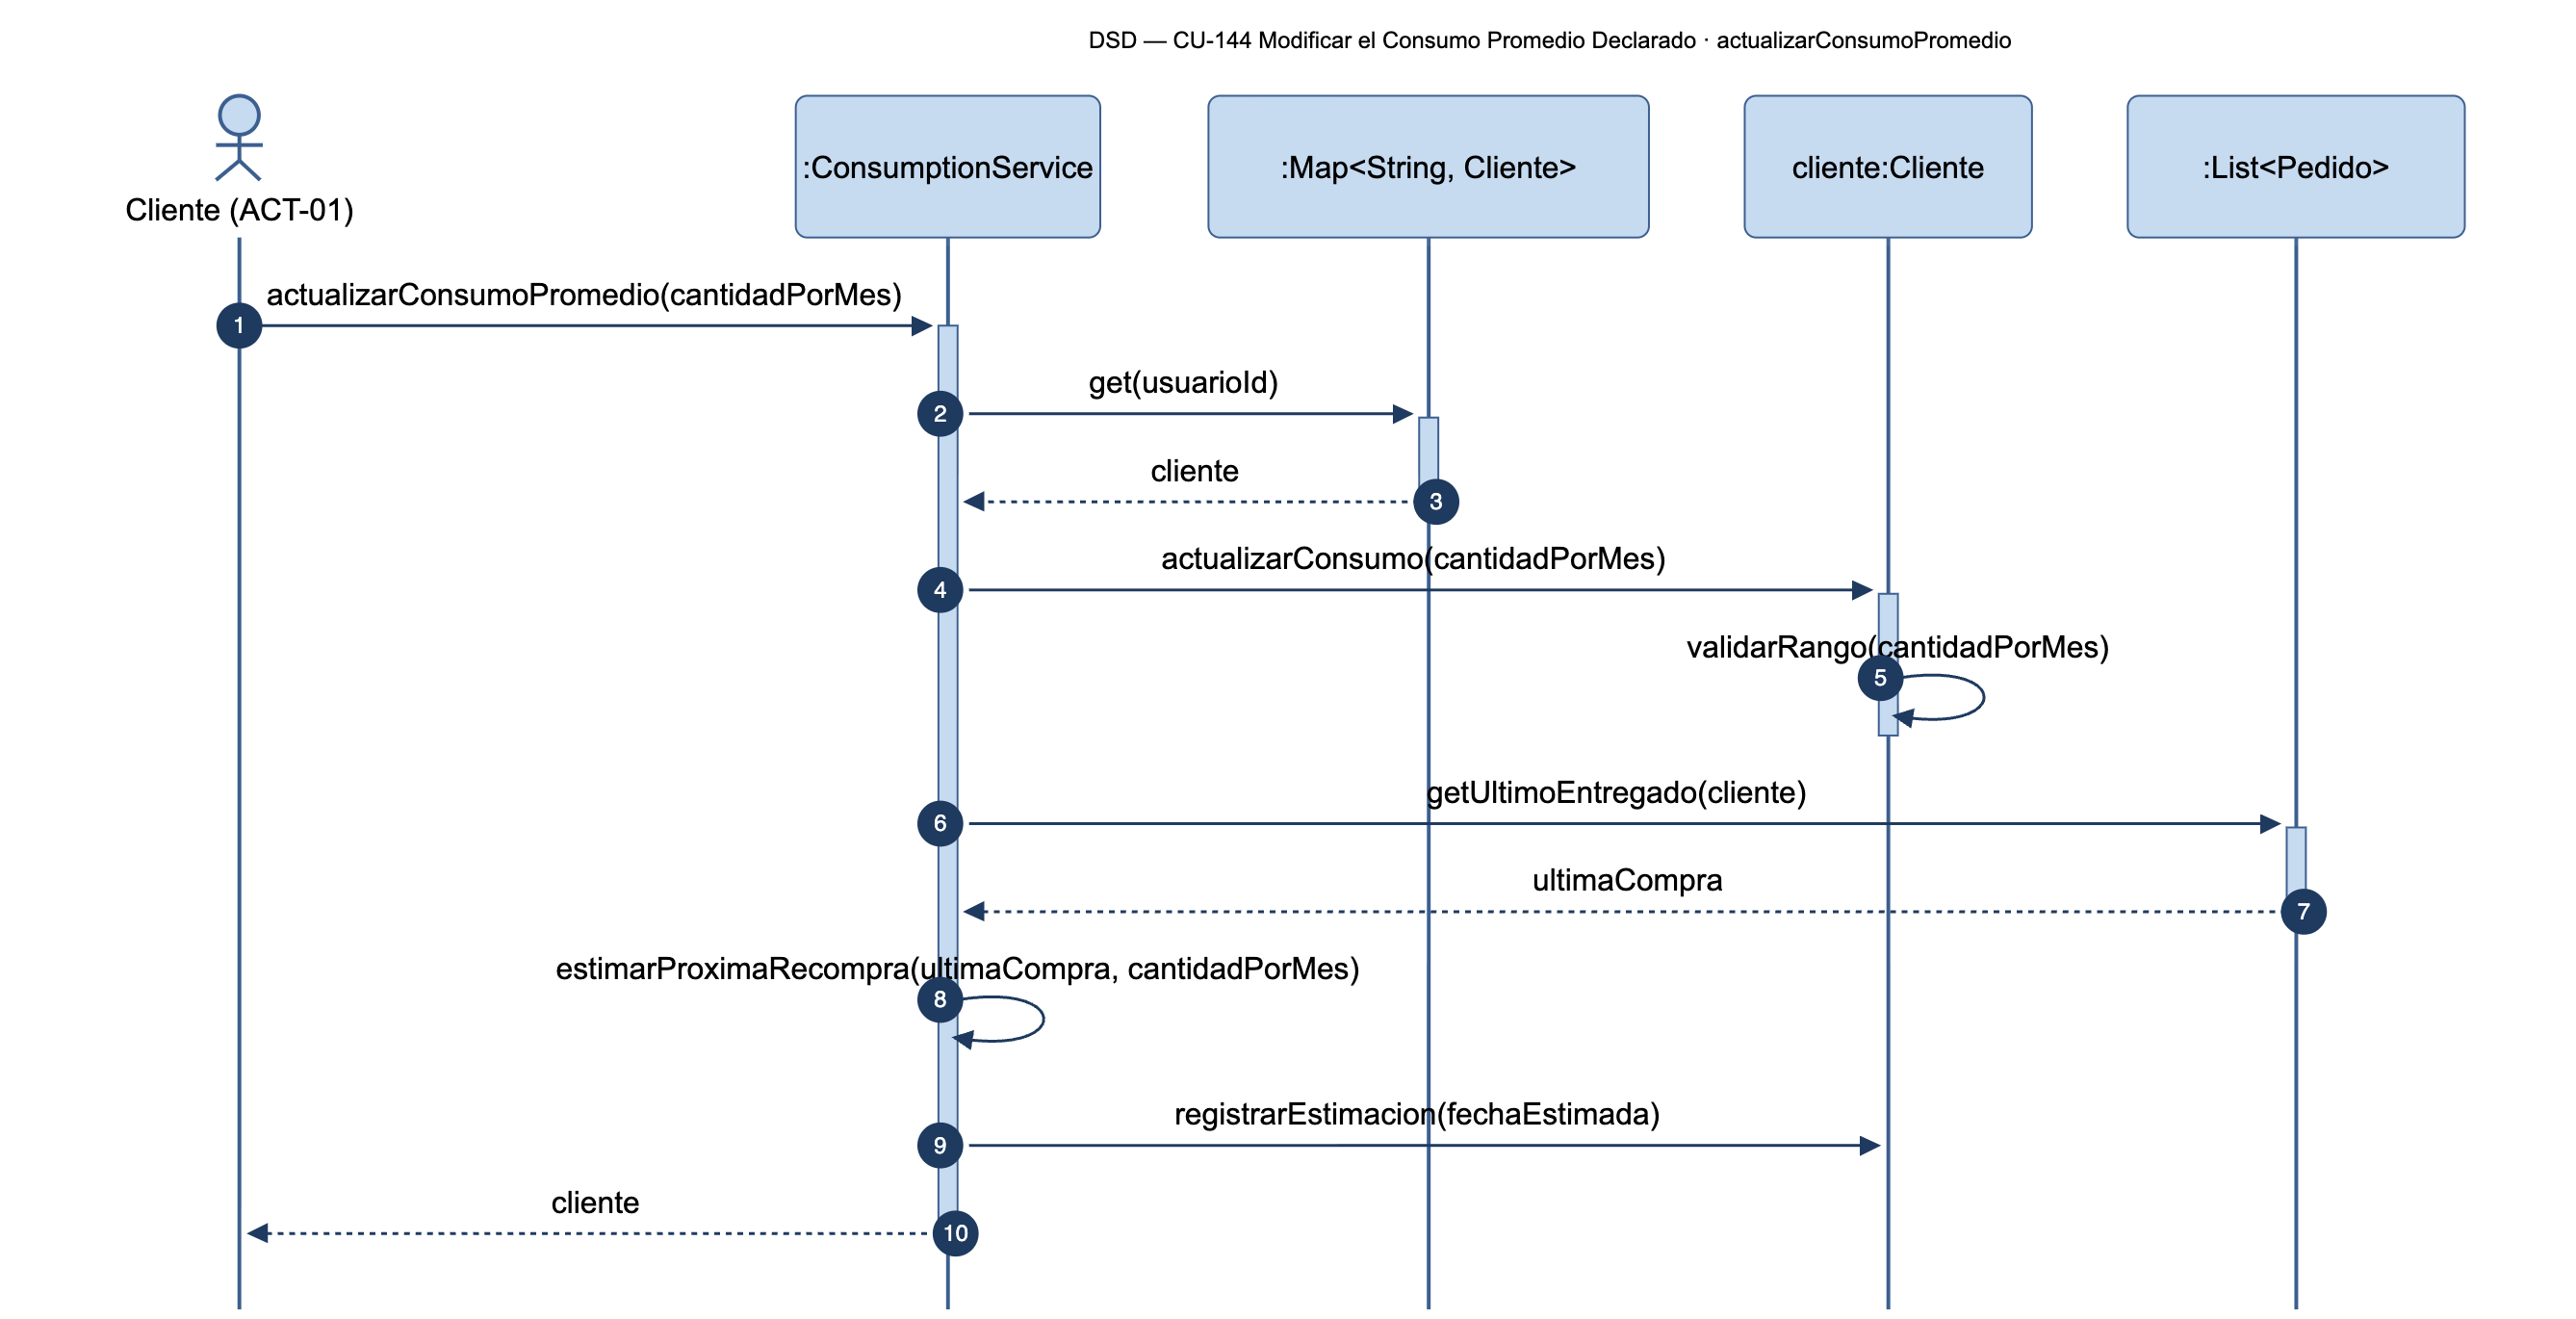 DSD — CU-144 Modificar el Consumo Promedio Declarado · actualizarConsumoPromedio
Cliente (ACT-01)
:ConsumptionService
:Map<String, Cliente>
cliente:Cliente
:List<Pedido>
actualizarConsumoPromedio(cantidadPorMes)
1
get(usuarioId)
2
cliente
3
actualizarConsumo(cantidadPorMes)
4
validarRango(cantidadPorMes)
5
getUltimoEntregado(cliente)
6
ultimaCompra
7
estimarProximaRecompra(ultimaCompra, cantidadPorMes)
8
registrarEstimacion(fechaEstimada)
9
cliente
10